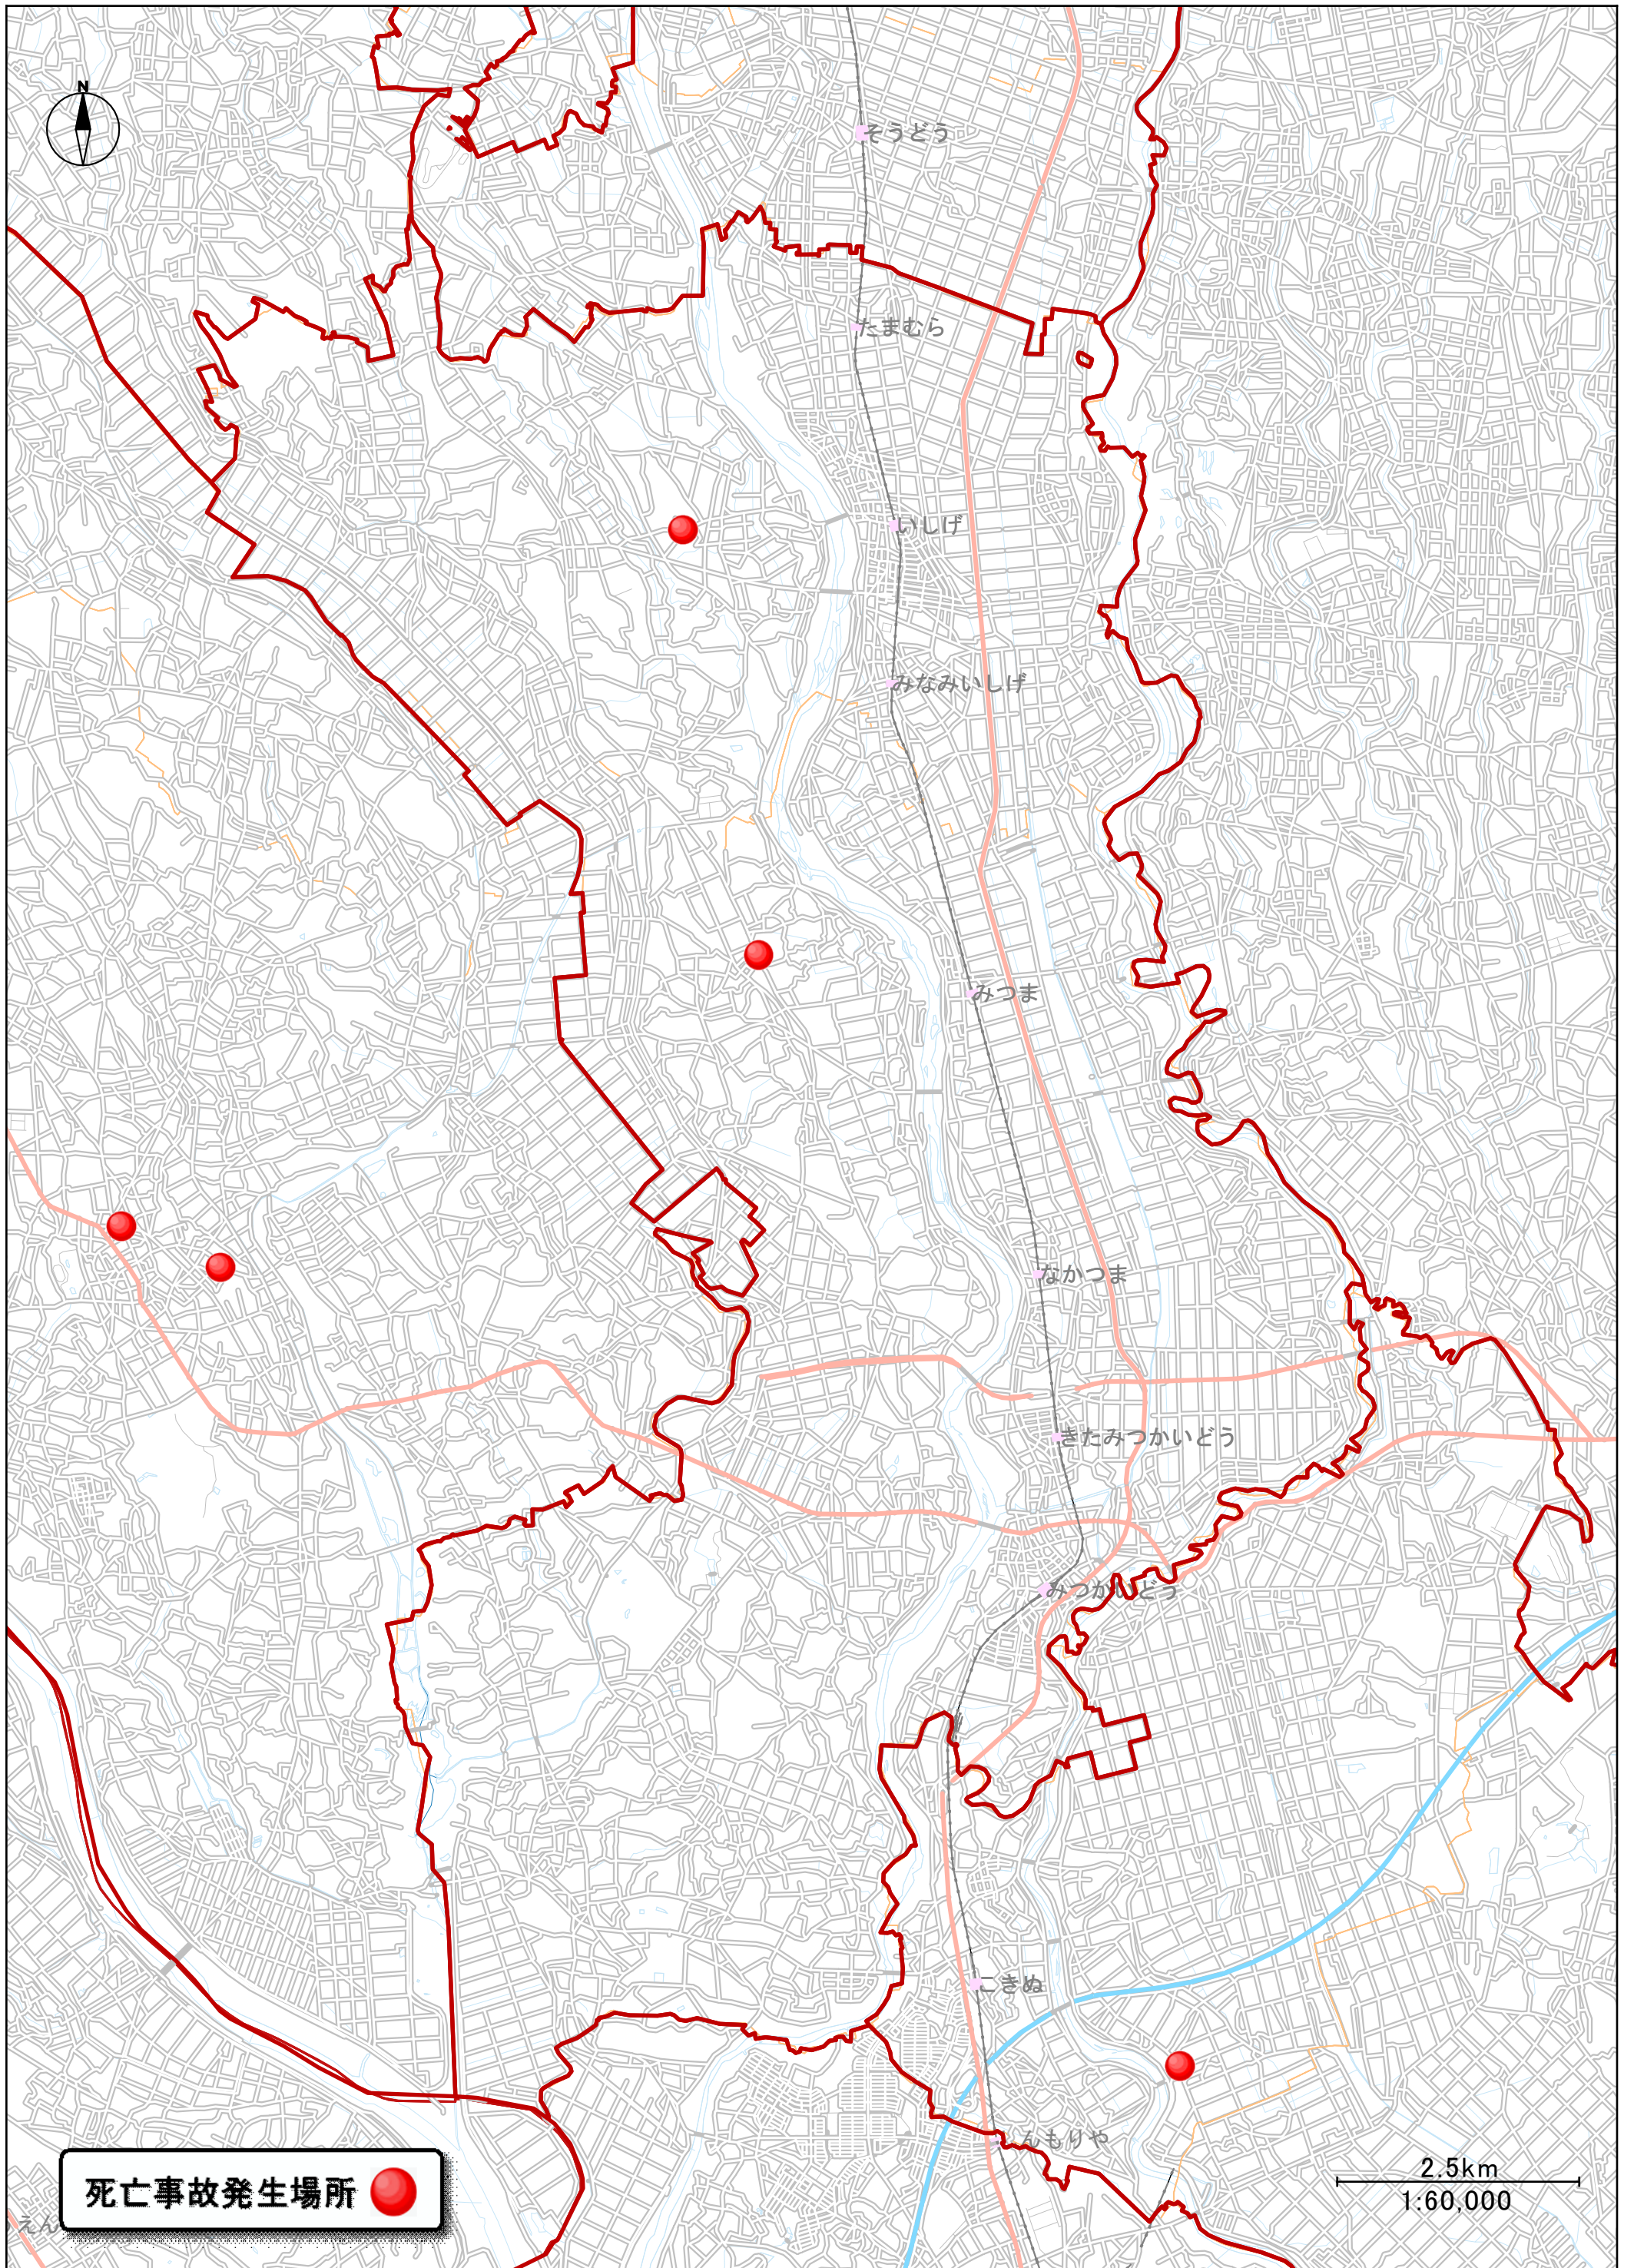 N
そうどう
たまむら
いしげ
みなみいしげ
みつま
なかつま
きたみつかいどう
みつかいどう
こきぬ
んもりや
2.5km
1:60,000
死亡事故発生場所
えん